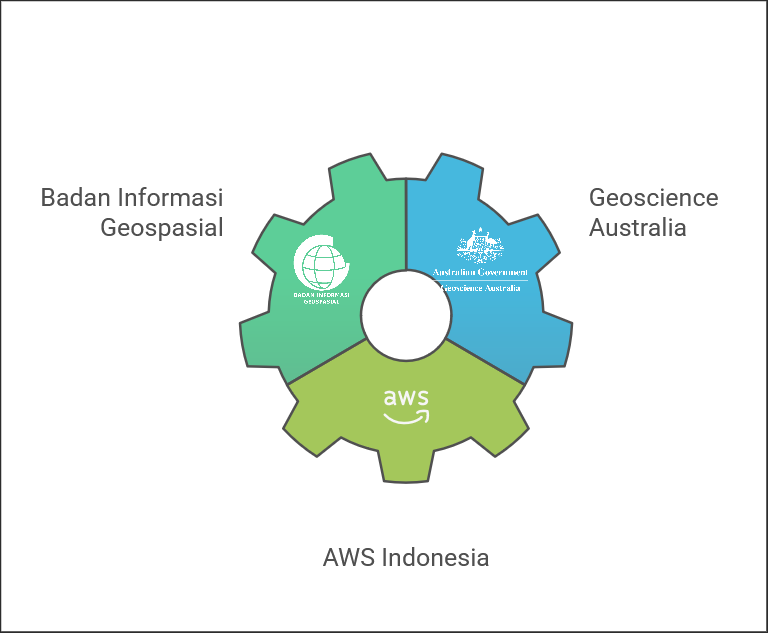 Badan Informasi
Geospasial
Geoscience
Australia
BADAN INFORMASI
GEOSPASIAL
Australian Government
Geoscience Australia
aws
AWS Indonesia